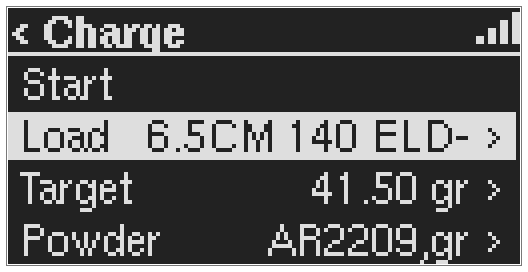 < Charge
Start
Load 6.5CM 140 ELD- >
Target 41.50 gr >
Powder AR2209,gr >